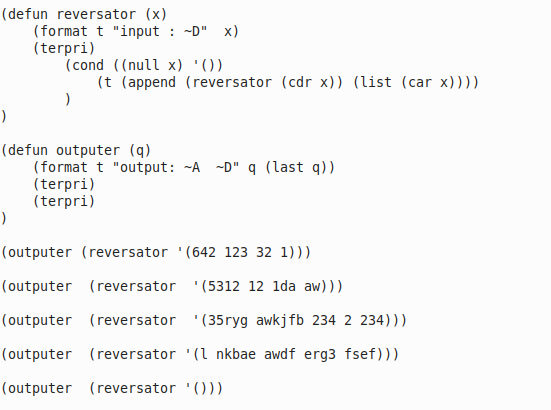 (defun reversator (x)
    (format t "input : ~D"  x)
    (terpri)
        (cond ((null x) '())
            (t (append (reversator (cdr x)) (list (car x))))
        )
)

(defun outputer (q)
    (format t "output: ~A  ~D" q (last q))
    (terpri)
    (terpri)
)

(outputer (reversator '(642 123 32 1)))

(outputer  (reversator  '(5312 12 1da aw)))

(outputer  (reversator  '(35ryg awkjfb 234 2 234)))

(outputer  (reversator '(l nkbae awdf erg3 fsef)))

(outputer  (reversator '()))